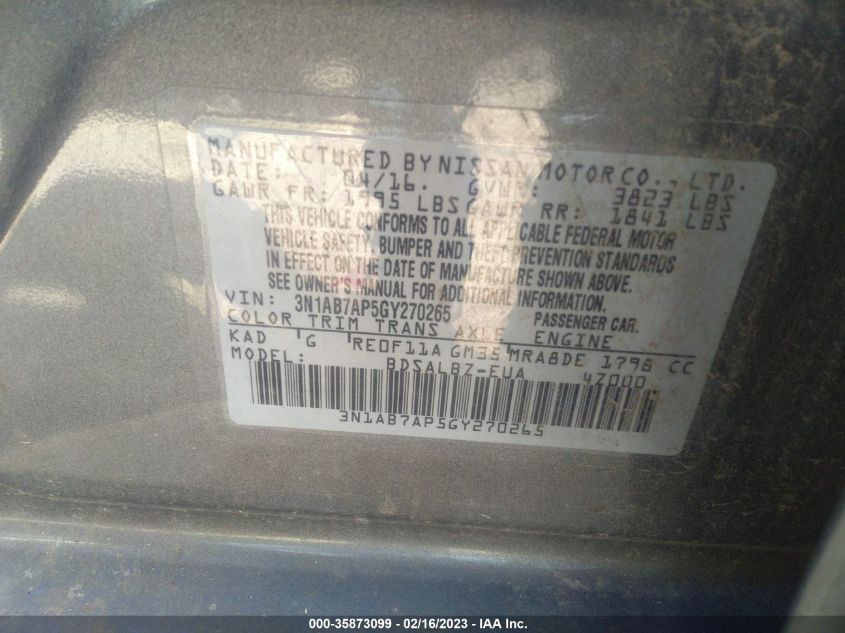 MANUFACTURED BY NISSAN MOTOR CO., LTD.
DATE: 04/16. GVWR: 3823 LBS
GAWR FR: 1995 LBS GAWR RR: 1841 LBS
THIS VEHICLE CONFORMS TO ALL APPLICABLE FEDERAL MOTOR
VEHICLE SAFETY, BUMPER AND THEFT PREVENTION STANDARDS
IN EFFECT ON THE DATE OF MANUFACTURE SHOWN ABOVE.
SEE OWNER'S MANUAL FOR ADDITIONAL INFORMATION.
VIN: 3N1AB7AP5GY270265 PASSENGER CAR.
COLOR TRIM TRANS AXLE ENGINE
KAD G RE0F11A GM35 MRA8DE 1798 CC
MODEL: BDSALBZ-EUA 4Z000
3N1AB7AP5GY270265
000-35873099 - 02/16/2023 - IAAI.COM